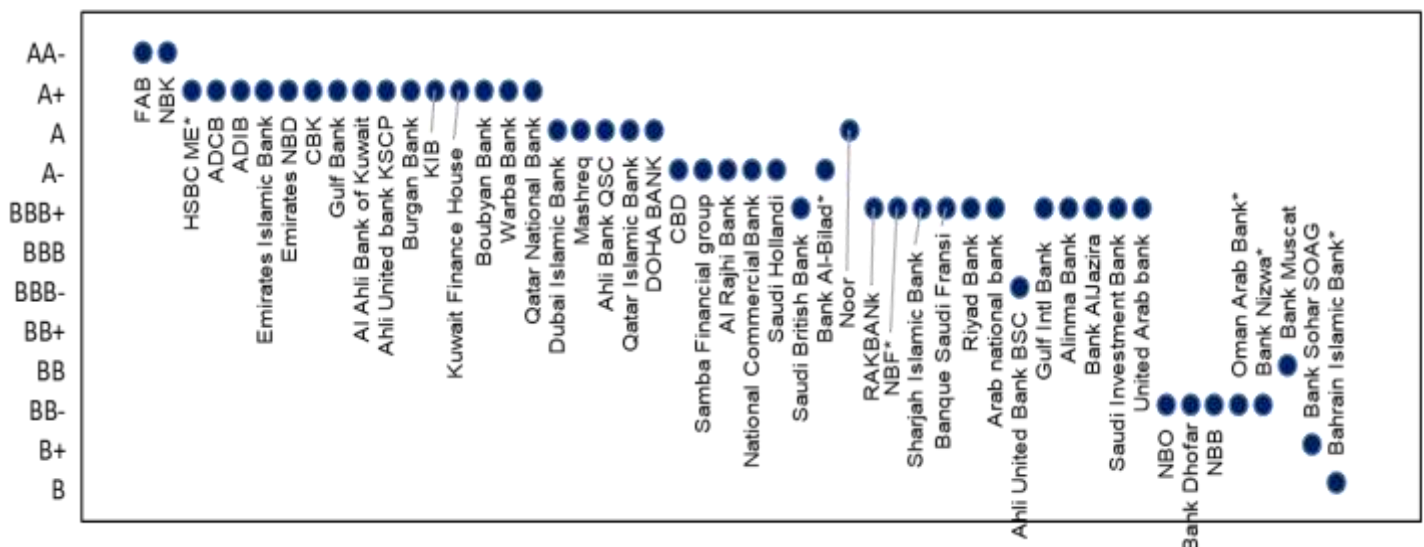 AA-
A+
A
A-
BBB+
BBB
BBB-
BB+
BB
BB-
B+
B
FAB
NBK
HSBC ME*
ADCB
ADIB
Emirates Islamic Bank
Emirates NBD
CBK
Gulf Bank
Al Ahli Bank of Kuwait
Ahli United bank KSCP
Burgan Bank
KIB
Kuwait Finance House
Boubyan Bank
Warba Bank
Qatar National Bank
Dubai Islamic Bank
Mashreq
Ahli Bank QSC
Qatar Islamic Bank
DOHA BANK
CBD
Samba Financial group
Al Rajhi Bank
National Commercial Bank
Saudi Hollandi
Saudi British Bank
Bank Al-Bilad*
Noor
RAKBANk
NBF*
Sharjah Islamic Bank
Banque Saudi Fransi
Riyad Bank
Arab national bank
Ahli United Bank BSC
Gulf Intl Bank
Alinma Bank
Bank AlJazira
Saudi Investment Bank
United Arab bank
NBO
Bank Dhofar
NBB
Oman Arab Bank*
Bank Nizwa*
Bank Muscat
Bank Sohar SOAG
Bahrain Islamic Bank*